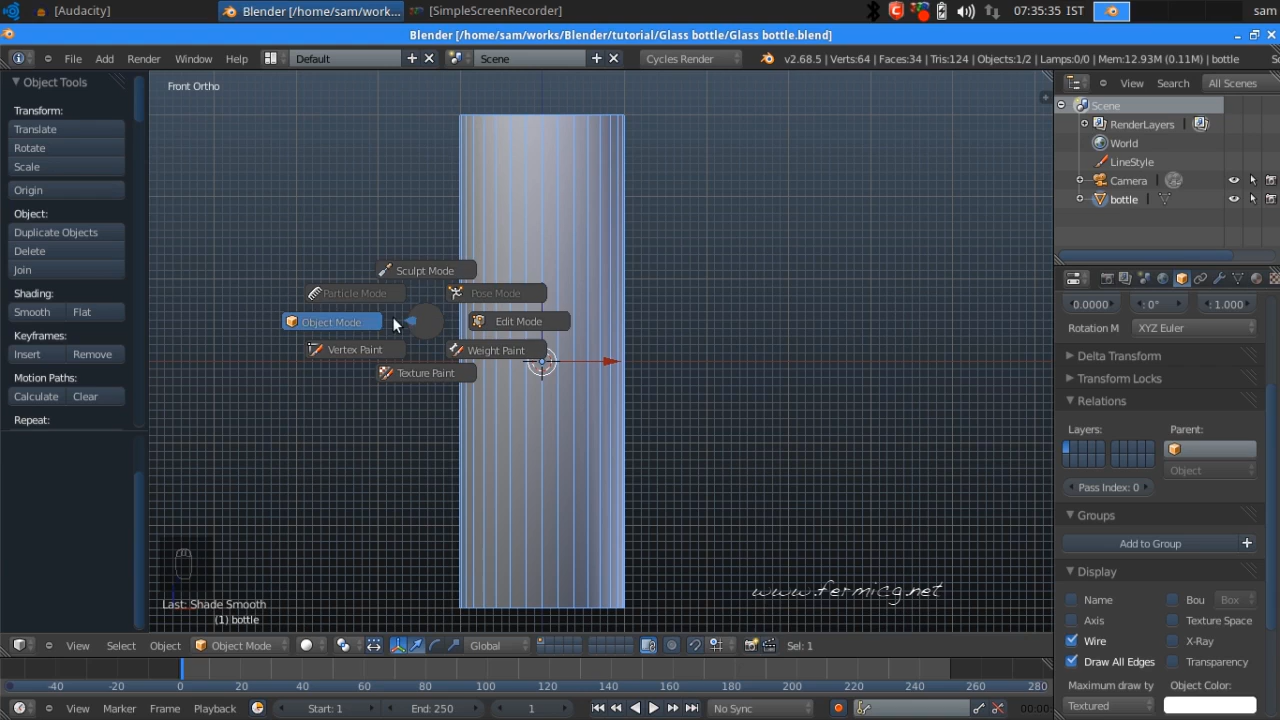 [Audacity]
Blender [/home/sam/work...
[SimpleScreenRecorder]
07:35:35 IST
sam
Blender [/home/sam/works/Blender/tutorial/Glass bottle/Glass bottle.blend]
File Add Render Window Help Default Scene Cycles Render v2.68.5 | Verts:64 | Faces:34 | Tris:124 | Objects:1/2 | Lamps:0/0 | Mem:12.93M (0.11M) | bottle
View Search All Scenes
Object Tools
Transform:
Translate
Rotate
Scale
Origin
Object:
Duplicate Objects
Delete
Join
Shading:
Smooth Flat
Keyframes:
Insert Remove
Motion Paths:
Calculate Clear
Repeat:
Front Ortho
Sculpt Mode
Particle Mode
Pose Mode
Object Mode
Edit Mode
Vertex Paint
Weight Paint
Texture Paint
www.fermicg.net
Last: Shade Smooth
(1) bottle
Scene
RenderLayers
World
LineStyle
Camera
bottle
0.0000 0° 1.000
Rotation M XYZ Euler
Delta Transform
Transform Locks
Relations
Layers: Parent:
Object
Pass Index: 0
Groups
Add to Group
Display
Name Bou Box
Axis Texture Space
Wire X-Ray
Draw All Edges Transparency
Maximum draw ty Object Color:
Textured
View Select Object Object Mode Global Sel: 1
-40 -20 0 20 40 60 80 100 120 140 160 180 200 220 240 260 280
View Marker Frame Playback Start: 1 End: 250 1 No Sync 00:00